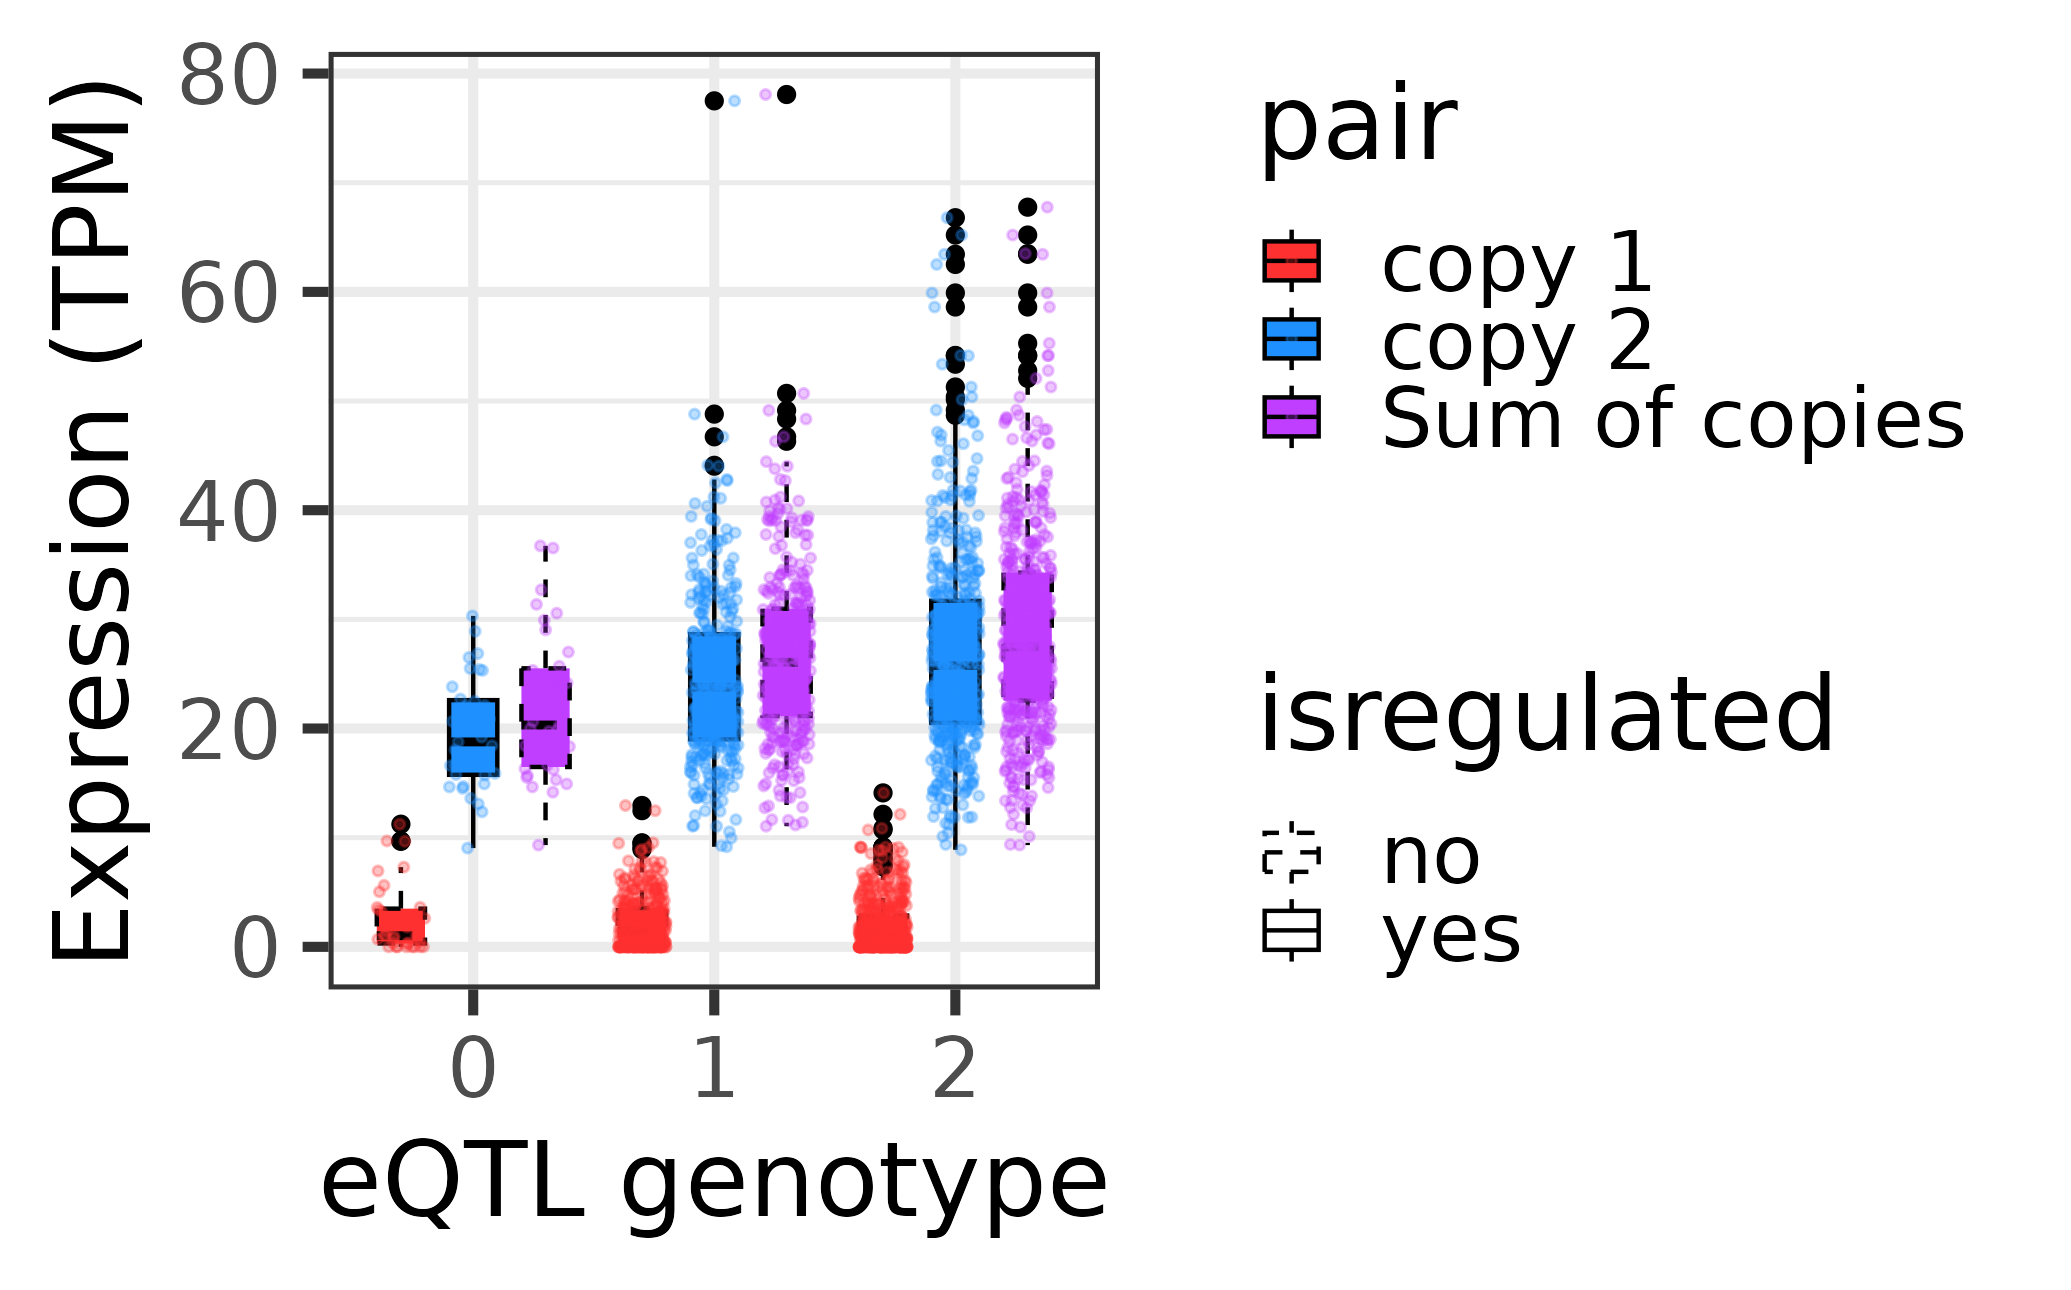 Expression (TPM)
80
60
40
20
0
0 1 2
eQTL genotype
pair
copy 1
copy 2
Sum of copies
isregulated
no
yes